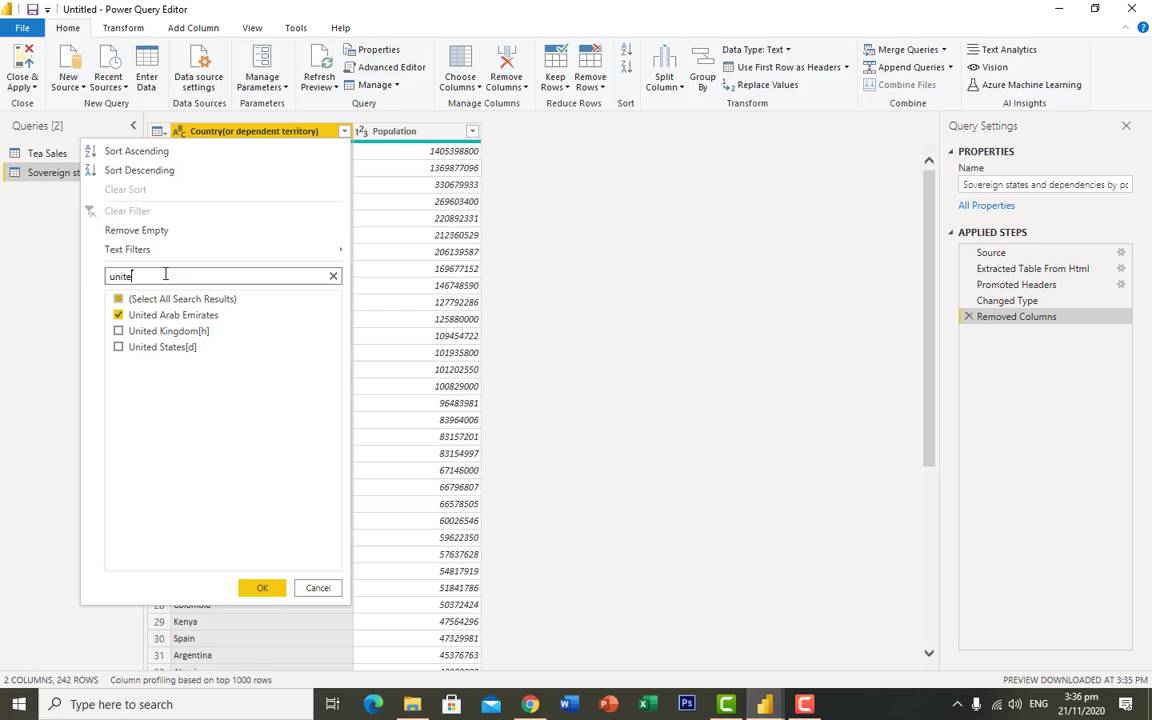 Untitled - Power Query Editor
File Home Transform Add Column View Tools Help
Close & Apply
New Source
Recent Sources
Enter Data
Data source settings
Manage Parameters
Refresh Preview
Properties
Advanced Editor
Manage
Choose Columns
Remove Columns
Keep Rows
Remove Rows
Split Column
Group By
Data Type: Text
Use First Row as Headers
Replace Values
Merge Queries
Append Queries
Combine Files
Text Analytics
Vision
Azure Machine Learning
Close New Query Data Sources Parameters Query Manage Columns Reduce Rows Sort Transform Combine AI Insights
Queries [2]
Tea Sales
Sovereign st
Country(or dependent territory)
Population
Sort Ascending
Sort Descending
Clear Sort
Clear Filter
Remove Empty
Text Filters
unite
(Select All Search Results)
United Arab Emirates
United Kingdom[h]
United States[d]
OK Cancel
1405398800
1369877096
330679933
269603400
220892331
212360529
206139587
169677152
146748590
127792286
125880000
109454722
101935800
101202550
100829000
96483981
83964006
83157201
83154997
67146000
66796807
66578505
60026546
59622350
57637628
54817919
51841786
50372424
29 Kenya 47564296
30 Spain 47329981
31 Argentina 45376763
Query Settings
PROPERTIES
Name
Sovereign states and dependencies by po
All Properties
APPLIED STEPS
Source
Extracted Table From Html
Promoted Headers
Changed Type
Removed Columns
2 COLUMNS, 242 ROWS Column profiling based on top 1000 rows
PREVIEW DOWNLOADED AT 3:35 PM
Type here to search
ENG
3:36 pm
21/11/2020